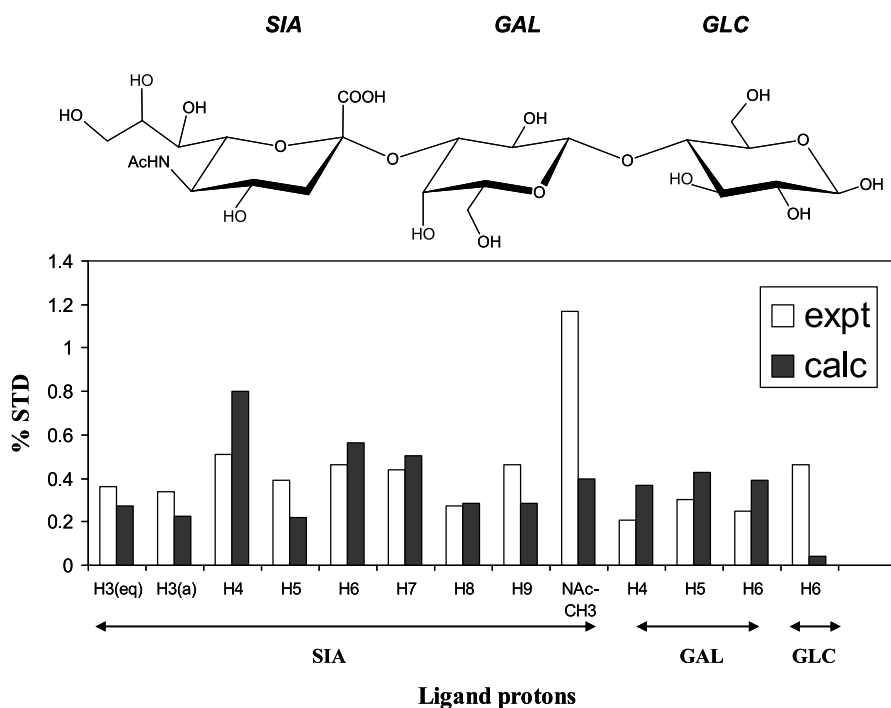 SIA GAL GLC
HO
HO OH COOH OH OH
HO
AcHN O O O O O
HO O HO OH
HO OH OH
1.4
1.2
1
0.8
0.6
0.4
0.2
0
% STD
expt
calc
H3(eq) H3(a) H4 H5 H6 H7 H8 H9 NAc-CH3 H4 H5 H6 H6
SIA GAL GLC
Ligand protons